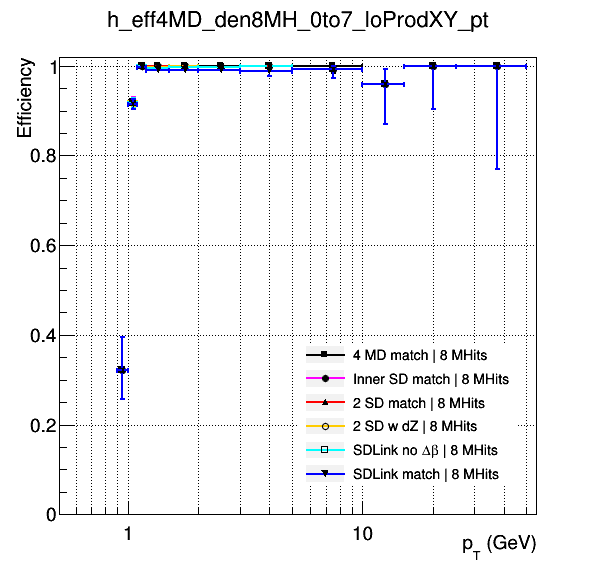 h_eff4MD_den8MH_0to7_loProdXY_pt
Efficiency
1
0.8
0.6
0.4
0.2
0
4 MD match | 8 MHits
Inner SD match | 8 MHits
2 SD match | 8 MHits
2 SD w dZ | 8 MHits
SDLink no Δβ | 8 MHits
SDLink match | 8 MHits
1
10
p_T (GeV)